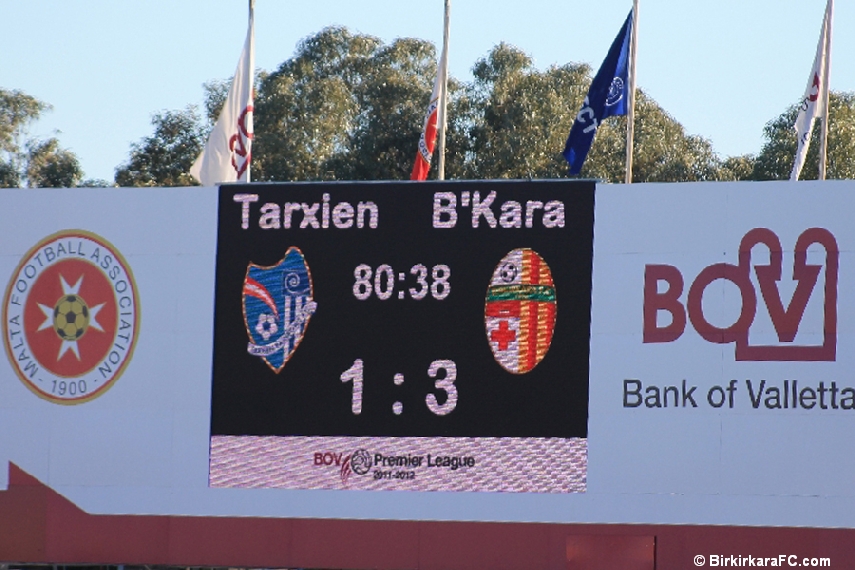 Tarxien B'Kara
80:38
1 : 3
BOV Premier League
2011-2012
MALTA FOOTBALL ASSOCIATION
1900
BOV
Bank of Valletta
© BirkirkaraFC.com